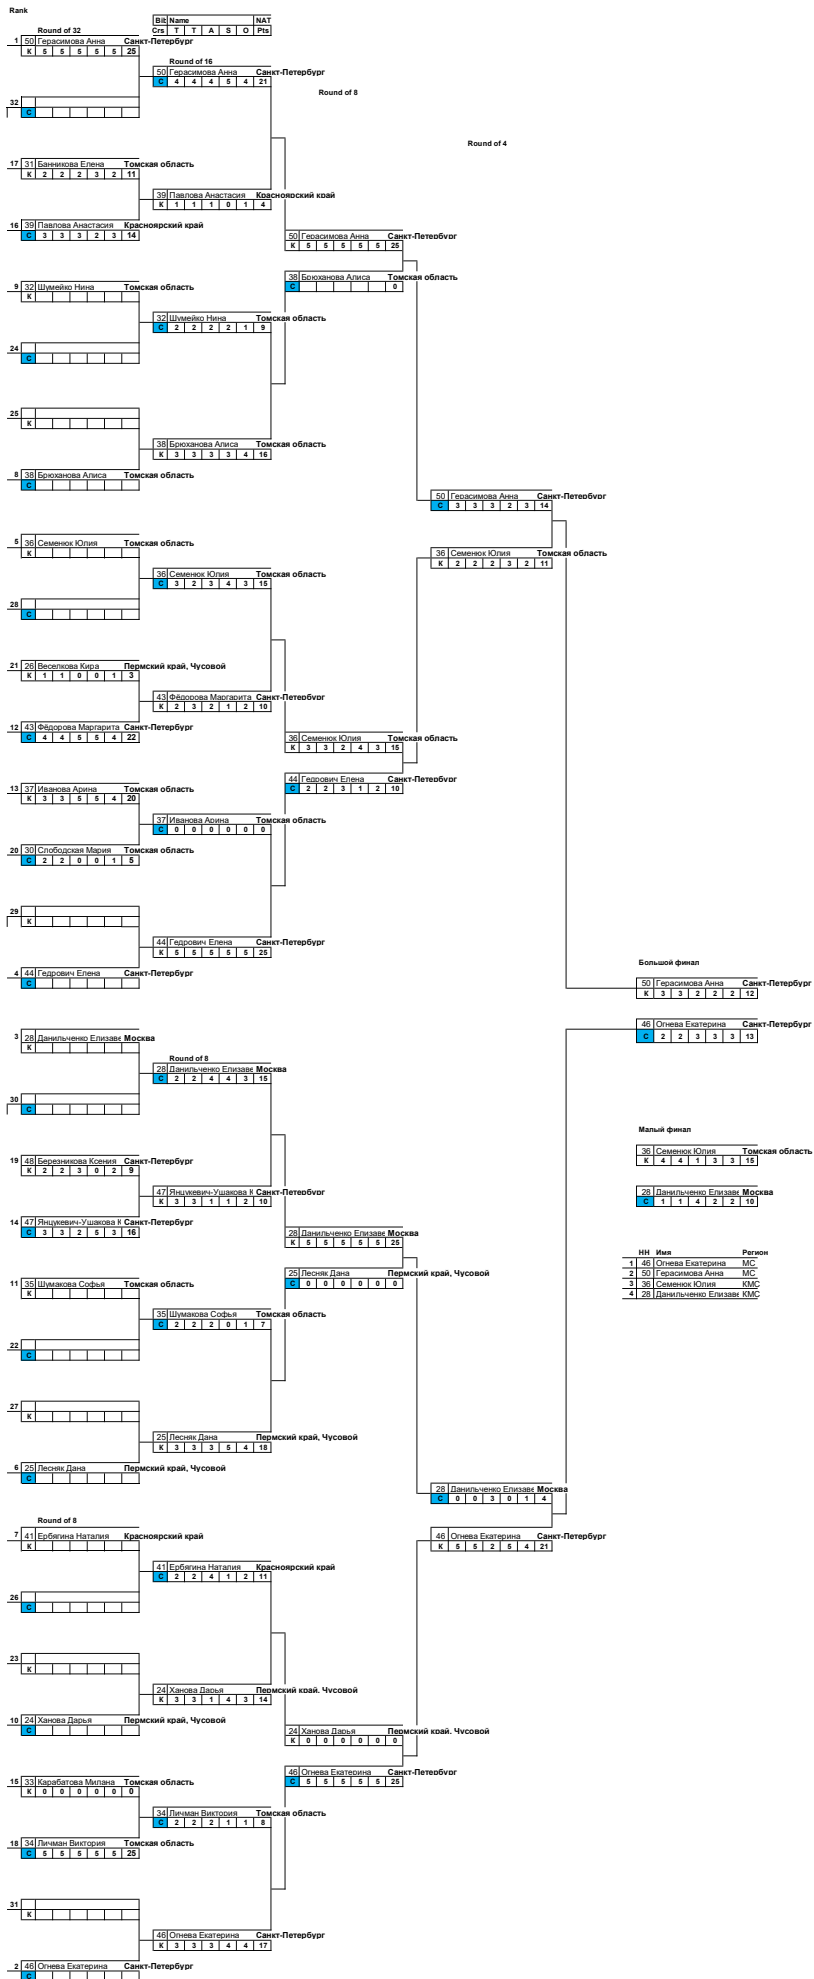 Rank
Bib Name NAT
Round of 32 Crs T T A S O Pts
1 50 Герасимова Анна Санкт-Петербург
К 5 5 5 5 5 25
Round of 16
50 Герасимова Анна Санкт-Петербург
С 4 4 4 5 4 21
Round of 8
32
С
Round of 4
17 31 Банникова Елена Томская область
К 2 2 2 3 2 11
39 Павлова Анастасия Красноярский край
К 1 1 1 0 1 4
16 39 Павлова Анастасия Красноярский край
С 3 3 3 2 3 14
50 Герасимова Анна Санкт-Петербург
К 5 5 5 5 5 25
38 Брюханова Алиса Томская область
С 0
9 32 Шумейко Нина Томская область
К
32 Шумейко Нина Томская область
С 2 2 2 2 1 9
24
С
25
К
38 Брюханова Алиса Томская область
К 3 3 3 3 4 16
8 38 Брюханова Алиса Томская область
С
50 Герасимова Анна Санкт-Петербург
С 3 3 3 2 3 14
5 36 Семенюк Юлия Томская область
К
36 Семенюк Юлия Томская область
К 2 2 2 3 2 11
36 Семенюк Юлия Томская область
С 3 2 3 4 3 15
28
С
21 26 Веселкова Кира Пермский край, Чусовой
К 1 1 0 0 1 3
43 Фёдорова Маргарита Санкт-Петербург
К 2 3 2 1 2 10
12 43 Фёдорова Маргарита Санкт-Петербург
С 4 4 5 5 4 22
36 Семенюк Юлия Томская область
К 3 3 2 4 3 15
44 Гедрович Елена Санкт-Петербург
С 2 2 3 1 2 10
13 37 Иванова Арина Томская область
К 3 3 5 5 4 20
37 Иванова Арина Томская область
С 0 0 0 0 0 0
20 30 Слободская Мария Томская область
С 2 2 0 0 1 5
29
К
44 Гедрович Елена Санкт-Петербург
К 5 5 5 5 5 25
Большой финал
4 44 Гедрович Елена Санкт-Петербург
С
50 Герасимова Анна Санкт-Петербург
К 3 3 2 2 2 12
46 Огнева Екатерина Санкт-Петербург
С 2 2 3 3 3 13
3 28 Данильченко Елизаве Москва
К
Round of 8
28 Данильченко Елизаве Москва
С 2 2 4 4 3 15
30
С
Малый финал
36 Семенюк Юлия Томская область
К 4 4 1 3 3 15
19 48 Березникова Ксения Санкт-Петербург
К 2 2 3 0 2 9
47 Янцукевич-Ушакова К Санкт-Петербург
К 3 3 1 1 2 10
28 Данильченко Елизаве Москва
С 1 1 4 2 2 10
14 47 Янцукевич-Ушакова К Санкт-Петербург
С 3 3 2 5 3 16
28 Данильченко Елизаве Москва
К 5 5 5 5 5 25
НН Имя Регион
1 46 Огнева Екатерина МС
2 50 Герасимова Анна МС
3 36 Семенюк Юлия КМС
4 28 Данильченко Елизаве КМС
25 Лесняк Дана Пермский край, Чусовой
С 0 0 0 0 0 0
11 35 Шумакова Софья Томская область
К
35 Шумакова Софья Томская область
С 2 2 2 0 1 7
22
С
27
К
25 Лесняк Дана Пермский край, Чусовой
К 3 3 3 5 4 18
6 25 Лесняк Дана Пермский край, Чусовой
С
28 Данильченко Елизаве Москва
С 0 0 3 0 1 4
Round of 8
7 41 Ербягина Наталия Красноярский край
К
46 Огнева Екатерина Санкт-Петербург
К 5 5 2 5 4 21
41 Ербягина Наталия Красноярский край
С 2 2 4 1 2 11
26
С
23
К
24 Ханова Дарья Пермский край, Чусовой
К 3 3 1 4 3 14
10 24 Ханова Дарья Пермский край, Чусовой
С
24 Ханова Дарья Пермский край, Чусовой
К 0 0 0 0 0 0
46 Огнева Екатерина Санкт-Петербург
С 5 5 5 5 5 25
15 33 Карабатова Милана Томская область
К 0 0 0 0 0 0
34 Личман Виктория Томская область
С 2 2 2 1 1 8
18 34 Личман Виктория Томская область
С 5 5 5 5 5 25
31
К
46 Огнева Екатерина Санкт-Петербург
К 3 3 3 4 4 17
2 46 Огнева Екатерина Санкт-Петербург
С